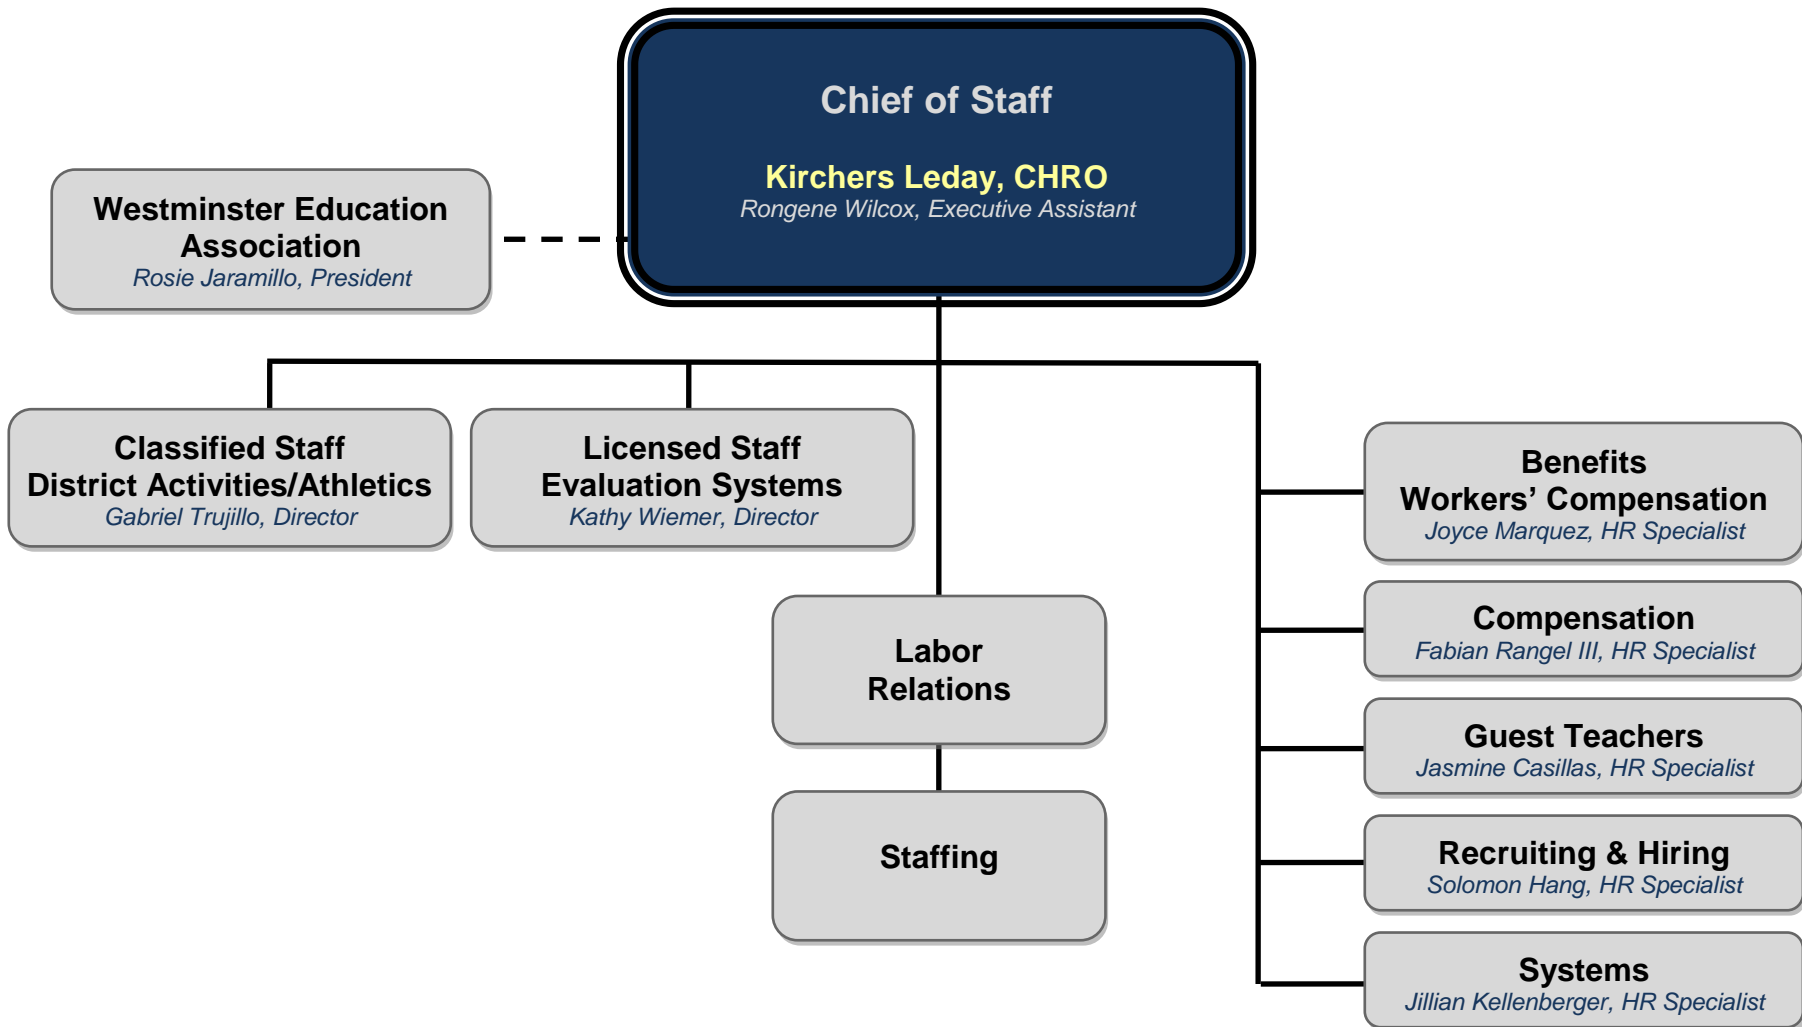 Chief of Staff
Kirchers Leday, CHRO
Rongene Wilcox, Executive Assistant
Westminster Education
Association
Rosie Jaramillo, President
Classified Staff
District Activities/Athletics
Gabriel Trujillo, Director
Licensed Staff
Evaluation Systems
Kathy Wiemer, Director
Labor
Relations
Staffing
Benefits
Workers’ Compensation
Joyce Marquez, HR Specialist
Compensation
Fabian Rangel III, HR Specialist
Guest Teachers
Jasmine Casillas, HR Specialist
Recruiting & Hiring
Solomon Hang, HR Specialist
Systems
Jillian Kellenberger, HR Specialist